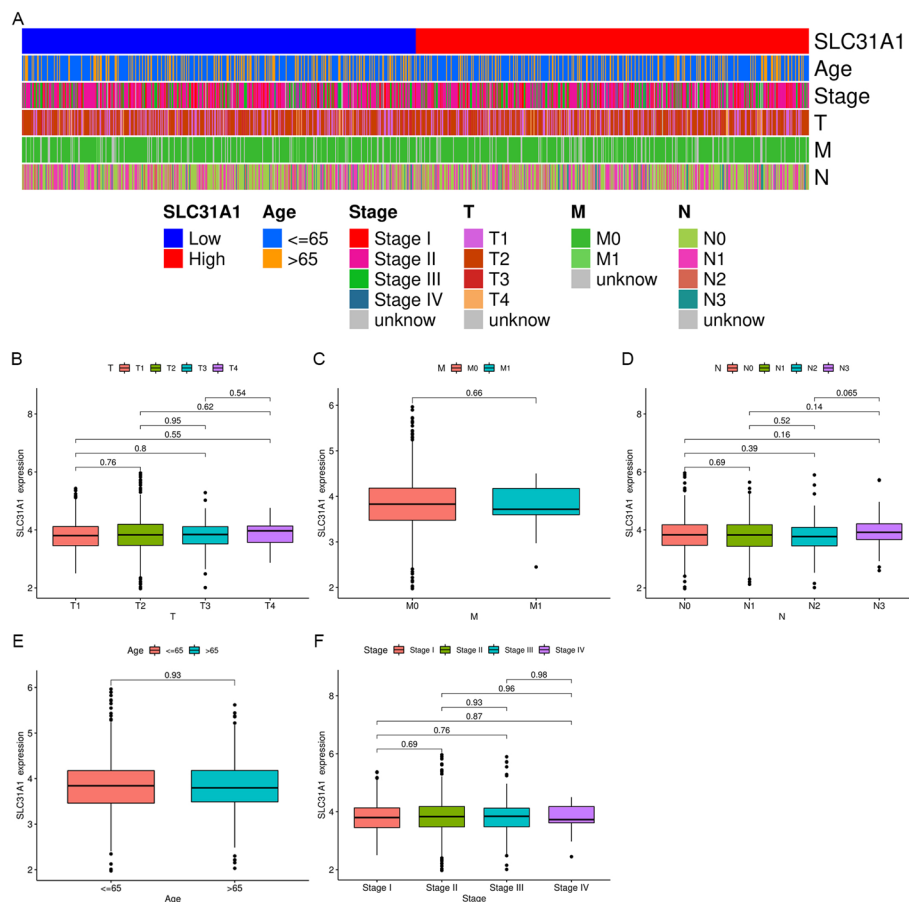 A
SLC31A1
Age
Stage
T
M
N
SLC31A1 Age Stage T M N
Low <=65 Stage I T1 M0 N0
High >65 Stage II T2 M1 N1
Stage III T3 unknow N2
Stage IV T4 N3
unknow unknow unknow
B
T T1 T2 T3 T4
0.54
0.62
0.95
0.55
0.8
0.76
SLC31A1 expression
8
6
4
2
T1 T2 T3 T4
T
C
M M0 M1
0.66
SLC31A1 expression
6
5
4
3
2
M0 M1
M
D
N N0 N1 N2 N3
0.065
0.14
0.52
0.16
0.39
0.69
SLC31A1 expression
8
6
4
2
N0 N1 N2 N3
N
E
Age <=65 >65
0.93
SLC31A1 expression
6
5
4
3
2
<=65 >65
Age
F
Stage Stage I Stage II Stage III Stage IV
0.98
0.96
0.93
0.87
0.76
0.69
SLC31A1 expression
8
6
4
2
Stage I Stage II Stage III Stage IV
Stage